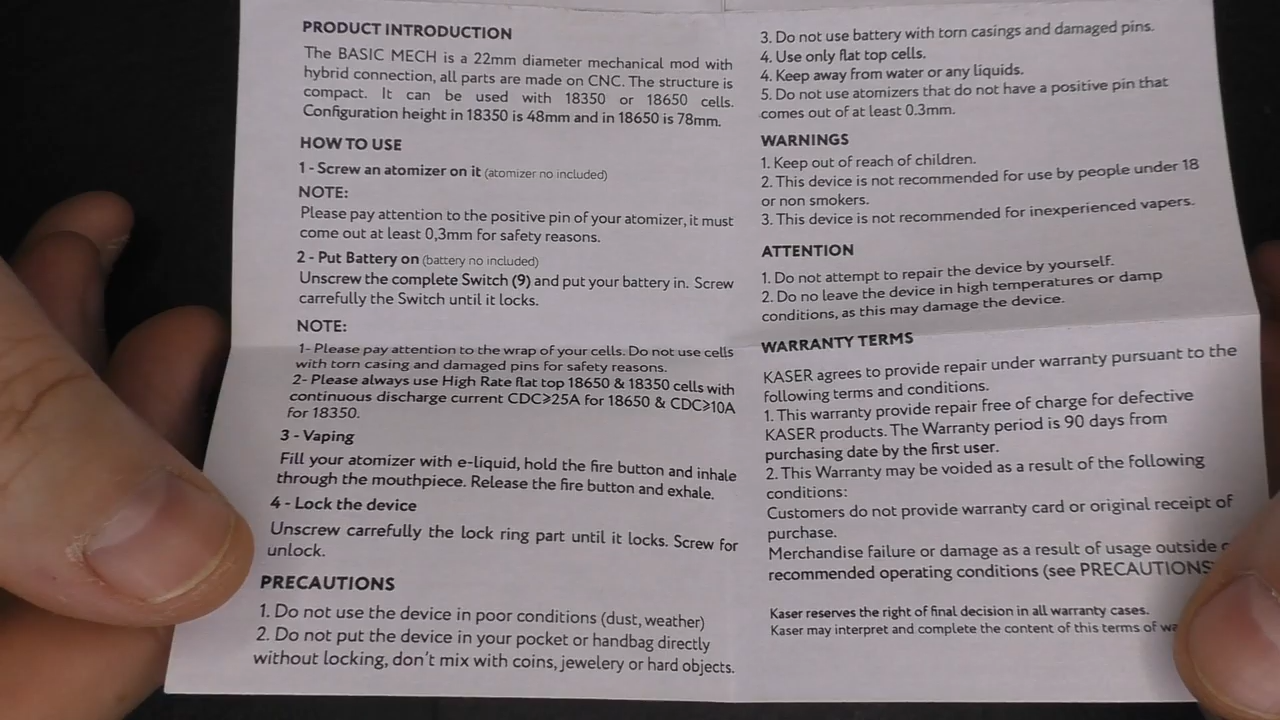 PRODUCT INTRODUCTION
The BASIC MECH is a 22mm diameter mechanical mod with
hybrid connection, all parts are made on CNC. The structure is
compact. It can be used with 18350 or 18650 cells.
Configuration height in 18350 is 48mm and in 18650 is 78mm.
HOW TO USE
1 - Screw an atomizer on it (atomizer no included)
NOTE:
Please pay attention to the positive pin of your atomizer, it must
come out at least 0,3mm for safety reasons.
2 - Put Battery on (battery no included)
Unscrew the complete Switch (9) and put your battery in. Screw
carefully the Switch until it locks.
NOTE:
1- Please pay attention to the wrap of your cells. Do not use cells
with torn casing and damaged pins for safety reasons.
2- Please always use High Rate flat top 18650 & 18350 cells with
continuous discharge current CDC≥25A for 18650 & CDC≥10A
for 18350.
3 - Vaping
Fill your atomizer with e-liquid, hold the fire button and inhale
through the mouthpiece. Release the fire button and exhale.
4 - Lock the device
Unscrew carefully the lock ring part until it locks. Screw for
unlock.
PRECAUTIONS
1. Do not use the device in poor conditions (dust, weather)
2. Do not put the device in your pocket or handbag directly
without locking, don't mix with coins, jewelery or hard objects.
3. Do not use battery with torn casings and damaged pins.
4. Use only flat top cells.
4. Keep away from water or any liquids.
5. Do not use atomizers that do not have a positive pin that
comes out of at least 0.3mm.
WARNINGS
1. Keep out of reach of children.
2. This device is not recommended for use by people under 18
or non smokers.
3. This device is not recommended for inexperienced vapers.
ATTENTION
1. Do not attempt to repair the device by yourself.
2. Do no leave the device in high temperatures or damp
conditions, as this may damage the device.
WARRANTY TERMS
KASER agrees to provide repair under warranty pursuant to the
following terms and conditions.
1. This warranty provide repair free of charge for defective
KASER products. The Warranty period is 90 days from
purchasing date by the first user.
2. This Warranty may be voided as a result of the following
conditions:
Customers do not provide warranty card or original receipt of
purchase.
Merchandise failure or damage as a result of usage outside
recommended operating conditions (see PRECAUTIONS
Kaser reserves the right of final decision in all warranty cases.
Kaser may interpret and complete the content of this terms of